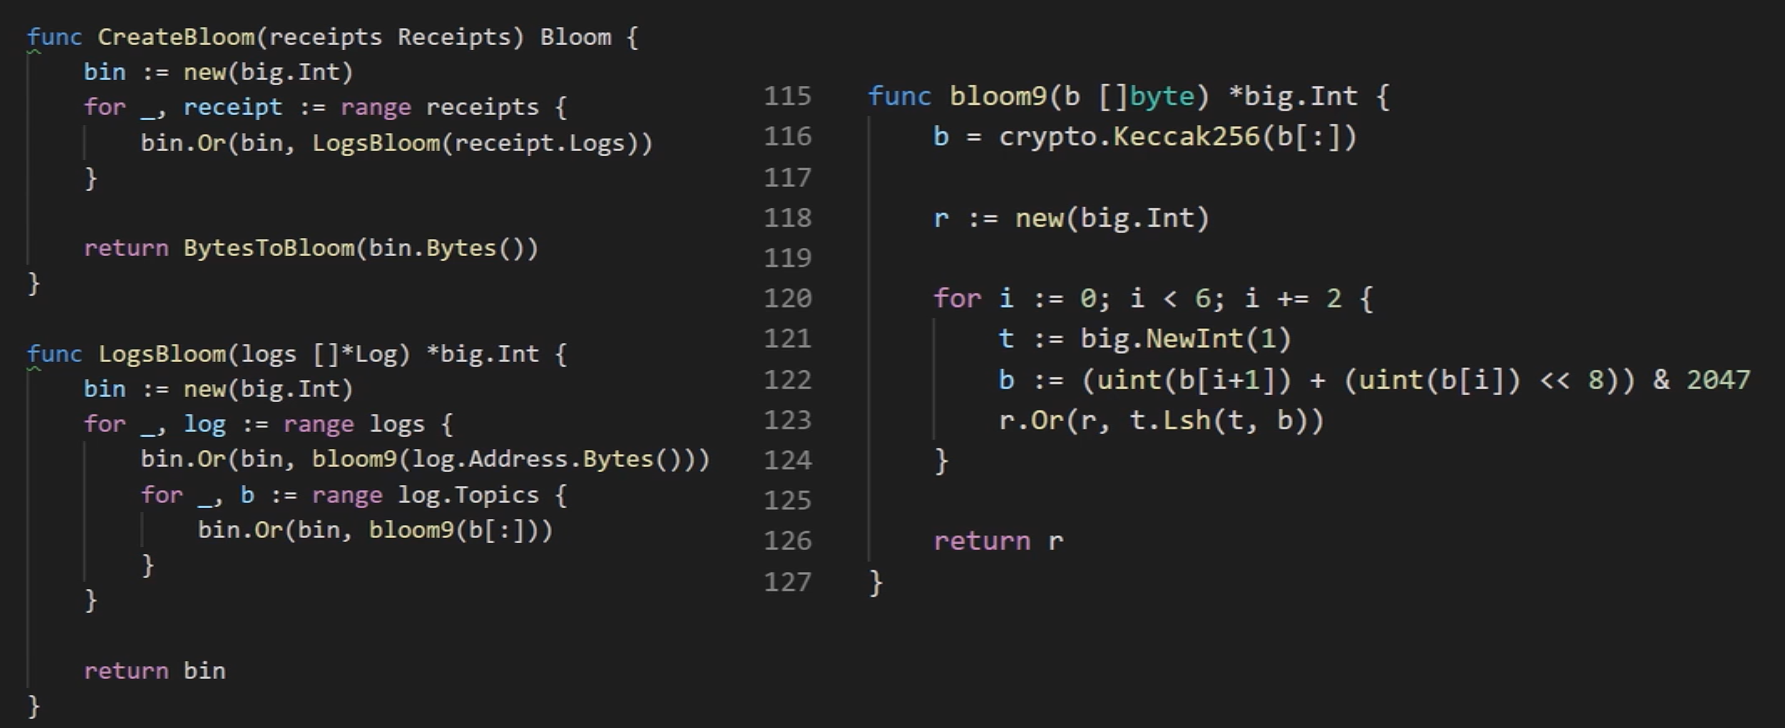 func CreateBloom(receipts Receipts) Bloom {
    bin := new(big.Int)
    for _, receipt := range receipts {
        bin.Or(bin, LogsBloom(receipt.Logs))
    }

    return BytesToBloom(bin.Bytes())
}

func LogsBloom(logs []*Log) *big.Int {
    bin := new(big.Int)
    for _, log := range logs {
        bin.Or(bin, bloom9(log.Address.Bytes()))
        for _, b := range log.Topics {
            bin.Or(bin, bloom9(b[:]))
        }
    }

    return bin
}
115 func bloom9(b []byte) *big.Int {
116     b = crypto.Keccak256(b[:])
117
118     r := new(big.Int)
119
120     for i := 0; i < 6; i += 2 {
121         t := big.NewInt(1)
122         b := (uint(b[i+1]) + (uint(b[i]) << 8)) & 2047
123         r.Or(r, t.Lsh(t, b))
124     }
125
126     return r
127 }